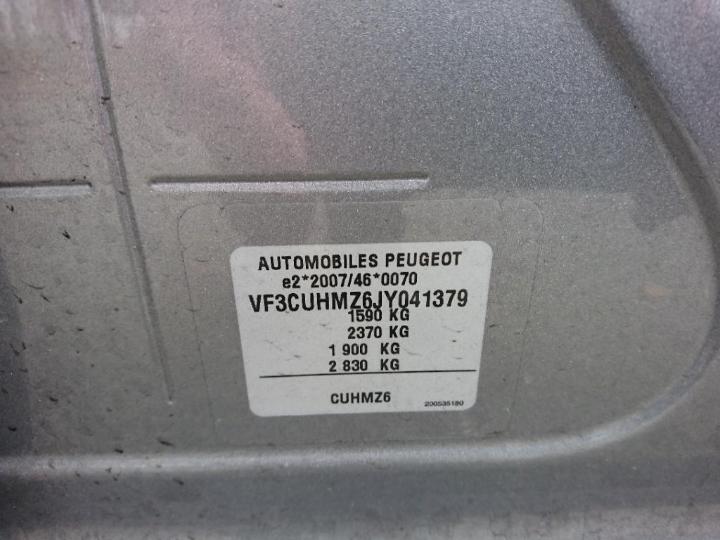 AUTOMOBILES PEUGEOT
e2*2007/46*0070
VF3CUHMZ6JY041379
1590 KG
2370 KG
1 900 KG
2 830 KG
CUHMZ6 200535180